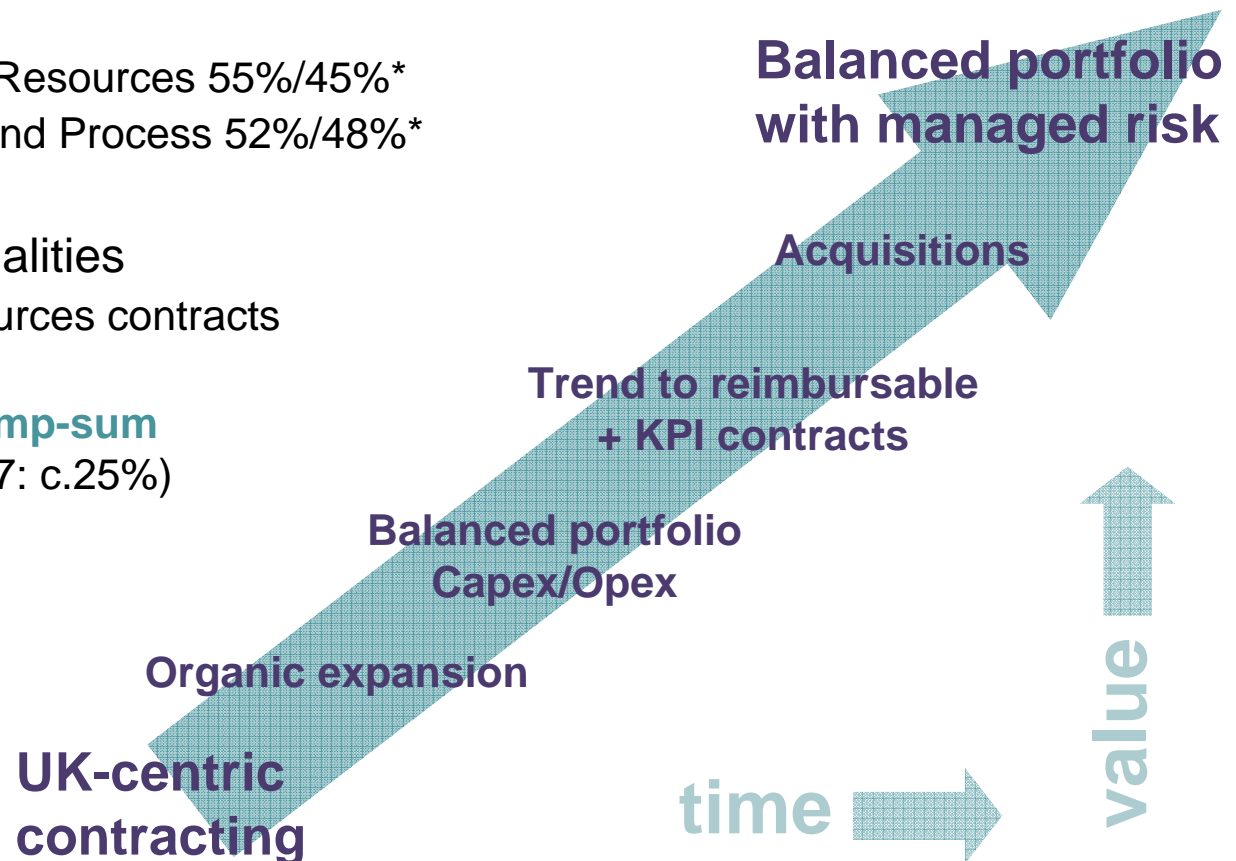 Resources 55%/45%*
nd Process 52%/48%*
alities
urces contracts
mp-sum
7: c.25%)
Balanced portfolio
with managed risk
Acquisitions
Trend to reimbursable
+ KPI contracts
Balanced portfolio
Capex/Opex
Organic expansion
UK-centric
contracting
time
value